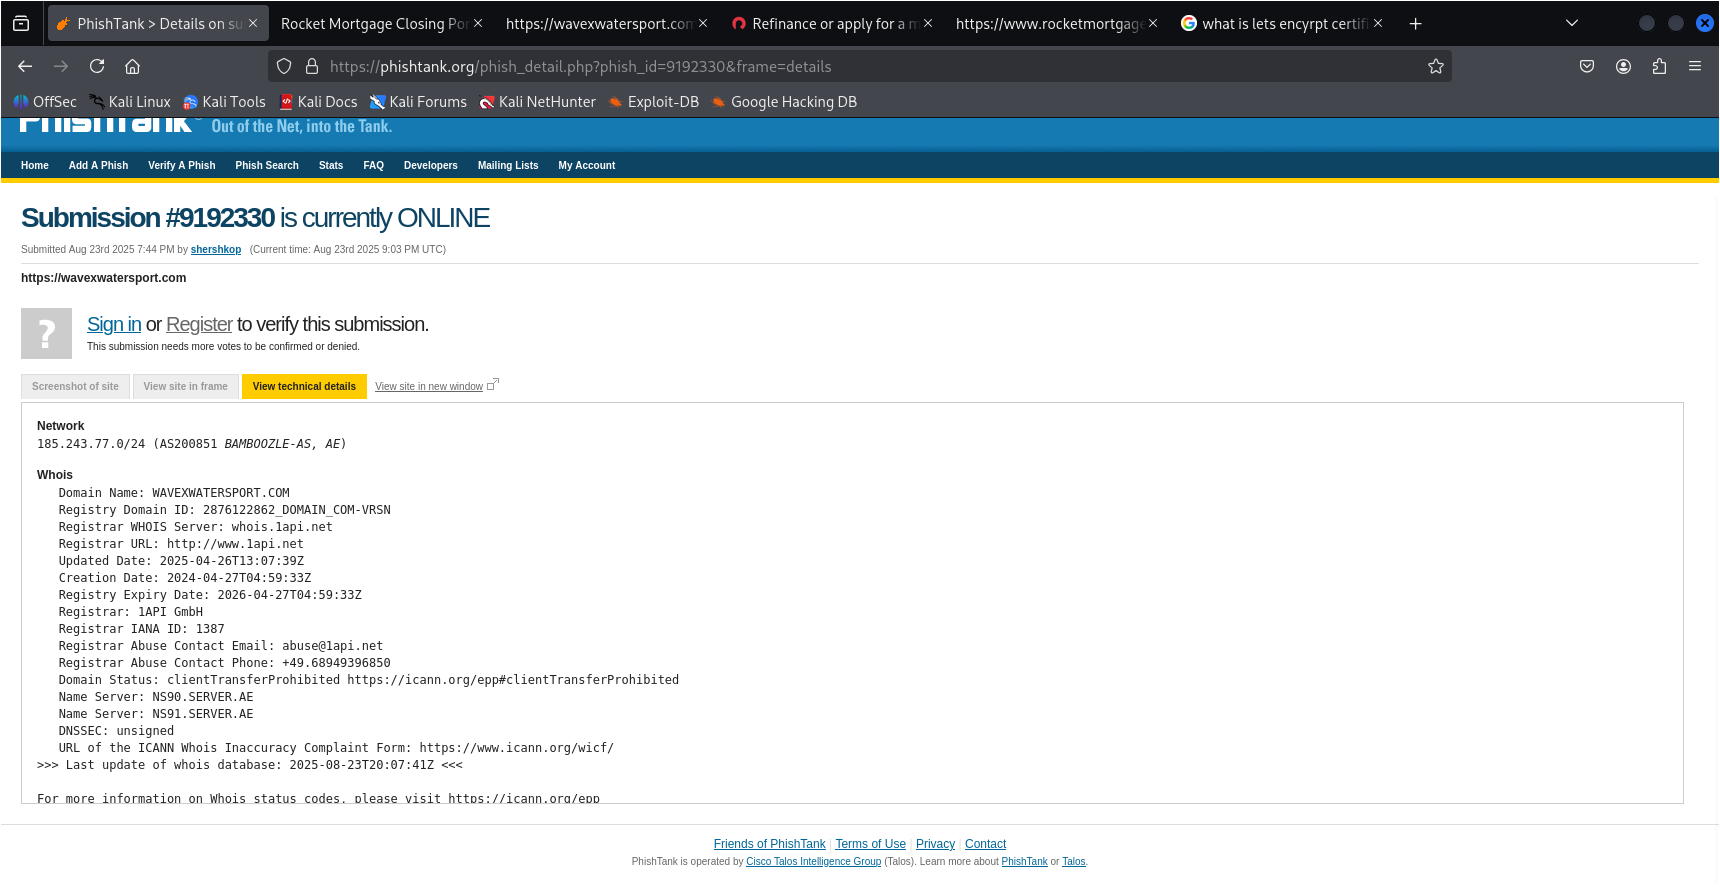 PhishTank > Details on su
Rocket Mortgage Closing Po
https://wavexwatersport.com
Refinance or apply for a m
https://www.rocketmortgage
what is lets encyrpt certifi
https://phishtank.org/phish_detail.php?phish_id=9192330&frame=details
OffSec Kali Linux Kali Tools Kali Docs Kali Forums Kali NetHunter Exploit-DB Google Hacking DB
PhishTank Out of the Net, into the Tank.
Home Add A Phish Verify A Phish Phish Search Stats FAQ Developers Mailing Lists My Account
Submission #9192330 is currently ONLINE
Submitted Aug 23rd 2025 7:44 PM by shershkop (Current time: Aug 23rd 2025 9:03 PM UTC)
https://wavexwatersport.com
?
Sign in or Register to verify this submission.
This submission needs more votes to be confirmed or denied.
Screenshot of site View site in frame View technical details View site in new window
Network
185.243.77.0/24 (AS200851 BAMBOOZLE-AS, AE)
Whois
Domain Name: WAVEXWATERSPORT.COM
Registry Domain ID: 2876122862_DOMAIN_COM-VRSN
Registrar WHOIS Server: whois.1api.net
Registrar URL: http://www.1api.net
Updated Date: 2025-04-26T13:07:39Z
Creation Date: 2024-04-27T04:59:33Z
Registry Expiry Date: 2026-04-27T04:59:33Z
Registrar: 1API GmbH
Registrar IANA ID: 1387
Registrar Abuse Contact Email: abuse@1api.net
Registrar Abuse Contact Phone: +49.68949396850
Domain Status: clientTransferProhibited https://icann.org/epp#clientTransferProhibited
Name Server: NS90.SERVER.AE
Name Server: NS91.SERVER.AE
DNSSEC: unsigned
URL of the ICANN Whois Inaccuracy Complaint Form: https://www.icann.org/wicf/
>>> Last update of whois database: 2025-08-23T20:07:41Z <<<
For more information on Whois status codes, please visit https://icann.org/epp
Friends of PhishTank | Terms of Use | Privacy | Contact
PhishTank is operated by Cisco Talos Intelligence Group (Talos). Learn more about PhishTank or Talos.